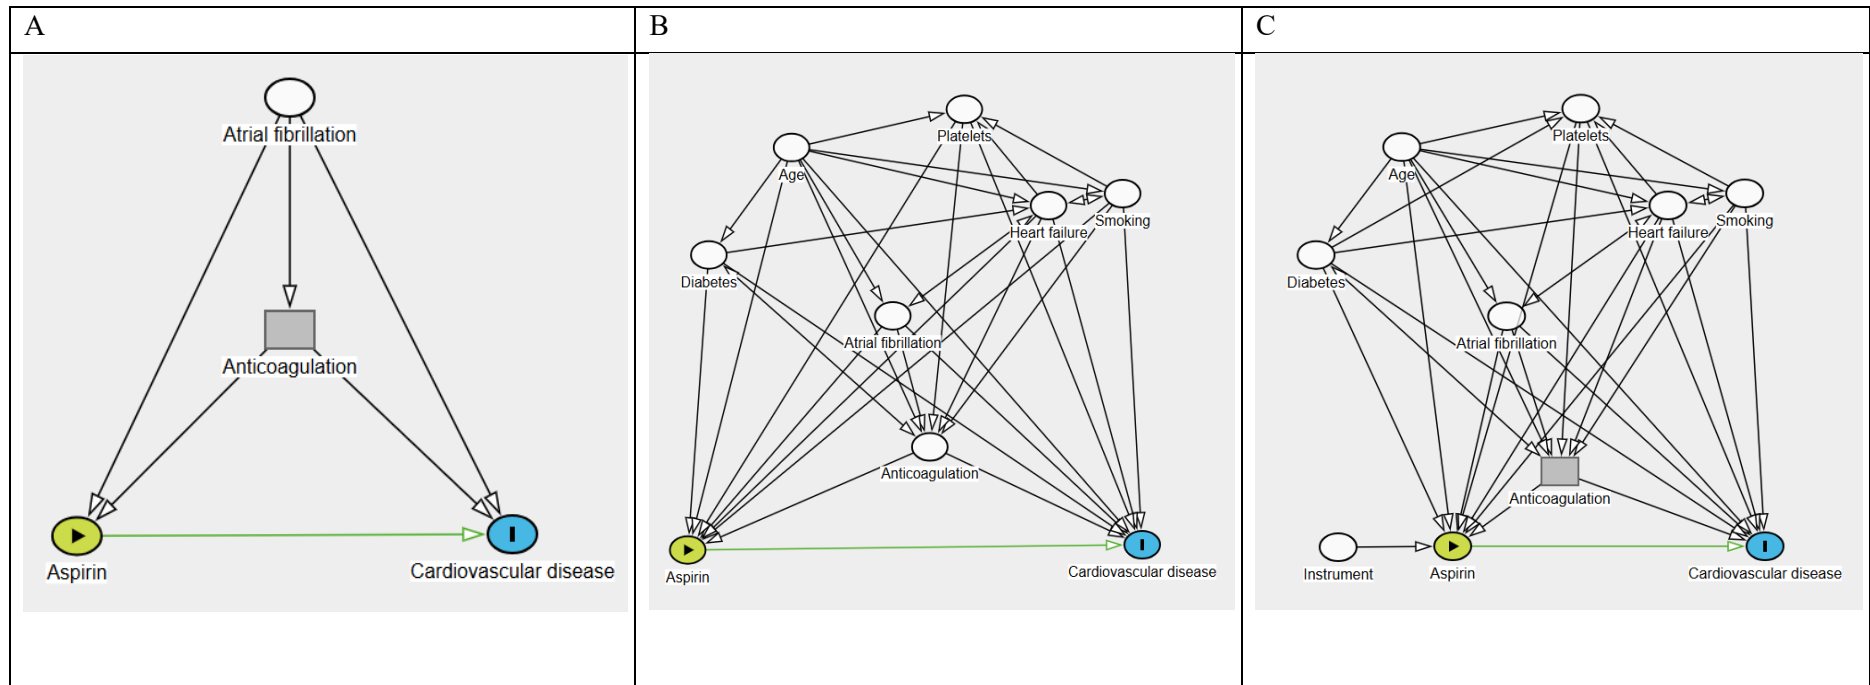 A
Atrial fibrillation
Anticoagulation
Aspirin
Cardiovascular disease
B
Platelets
Age
Smoking
Heart failure
Diabetes
Atrial fibrillation
Anticoagulation
Aspirin
Cardiovascular disease
C
Platelets
Age
Smoking
Heart failure
Diabetes
Atrial fibrillation
Anticoagulation
Instrument
Aspirin
Cardiovascular disease